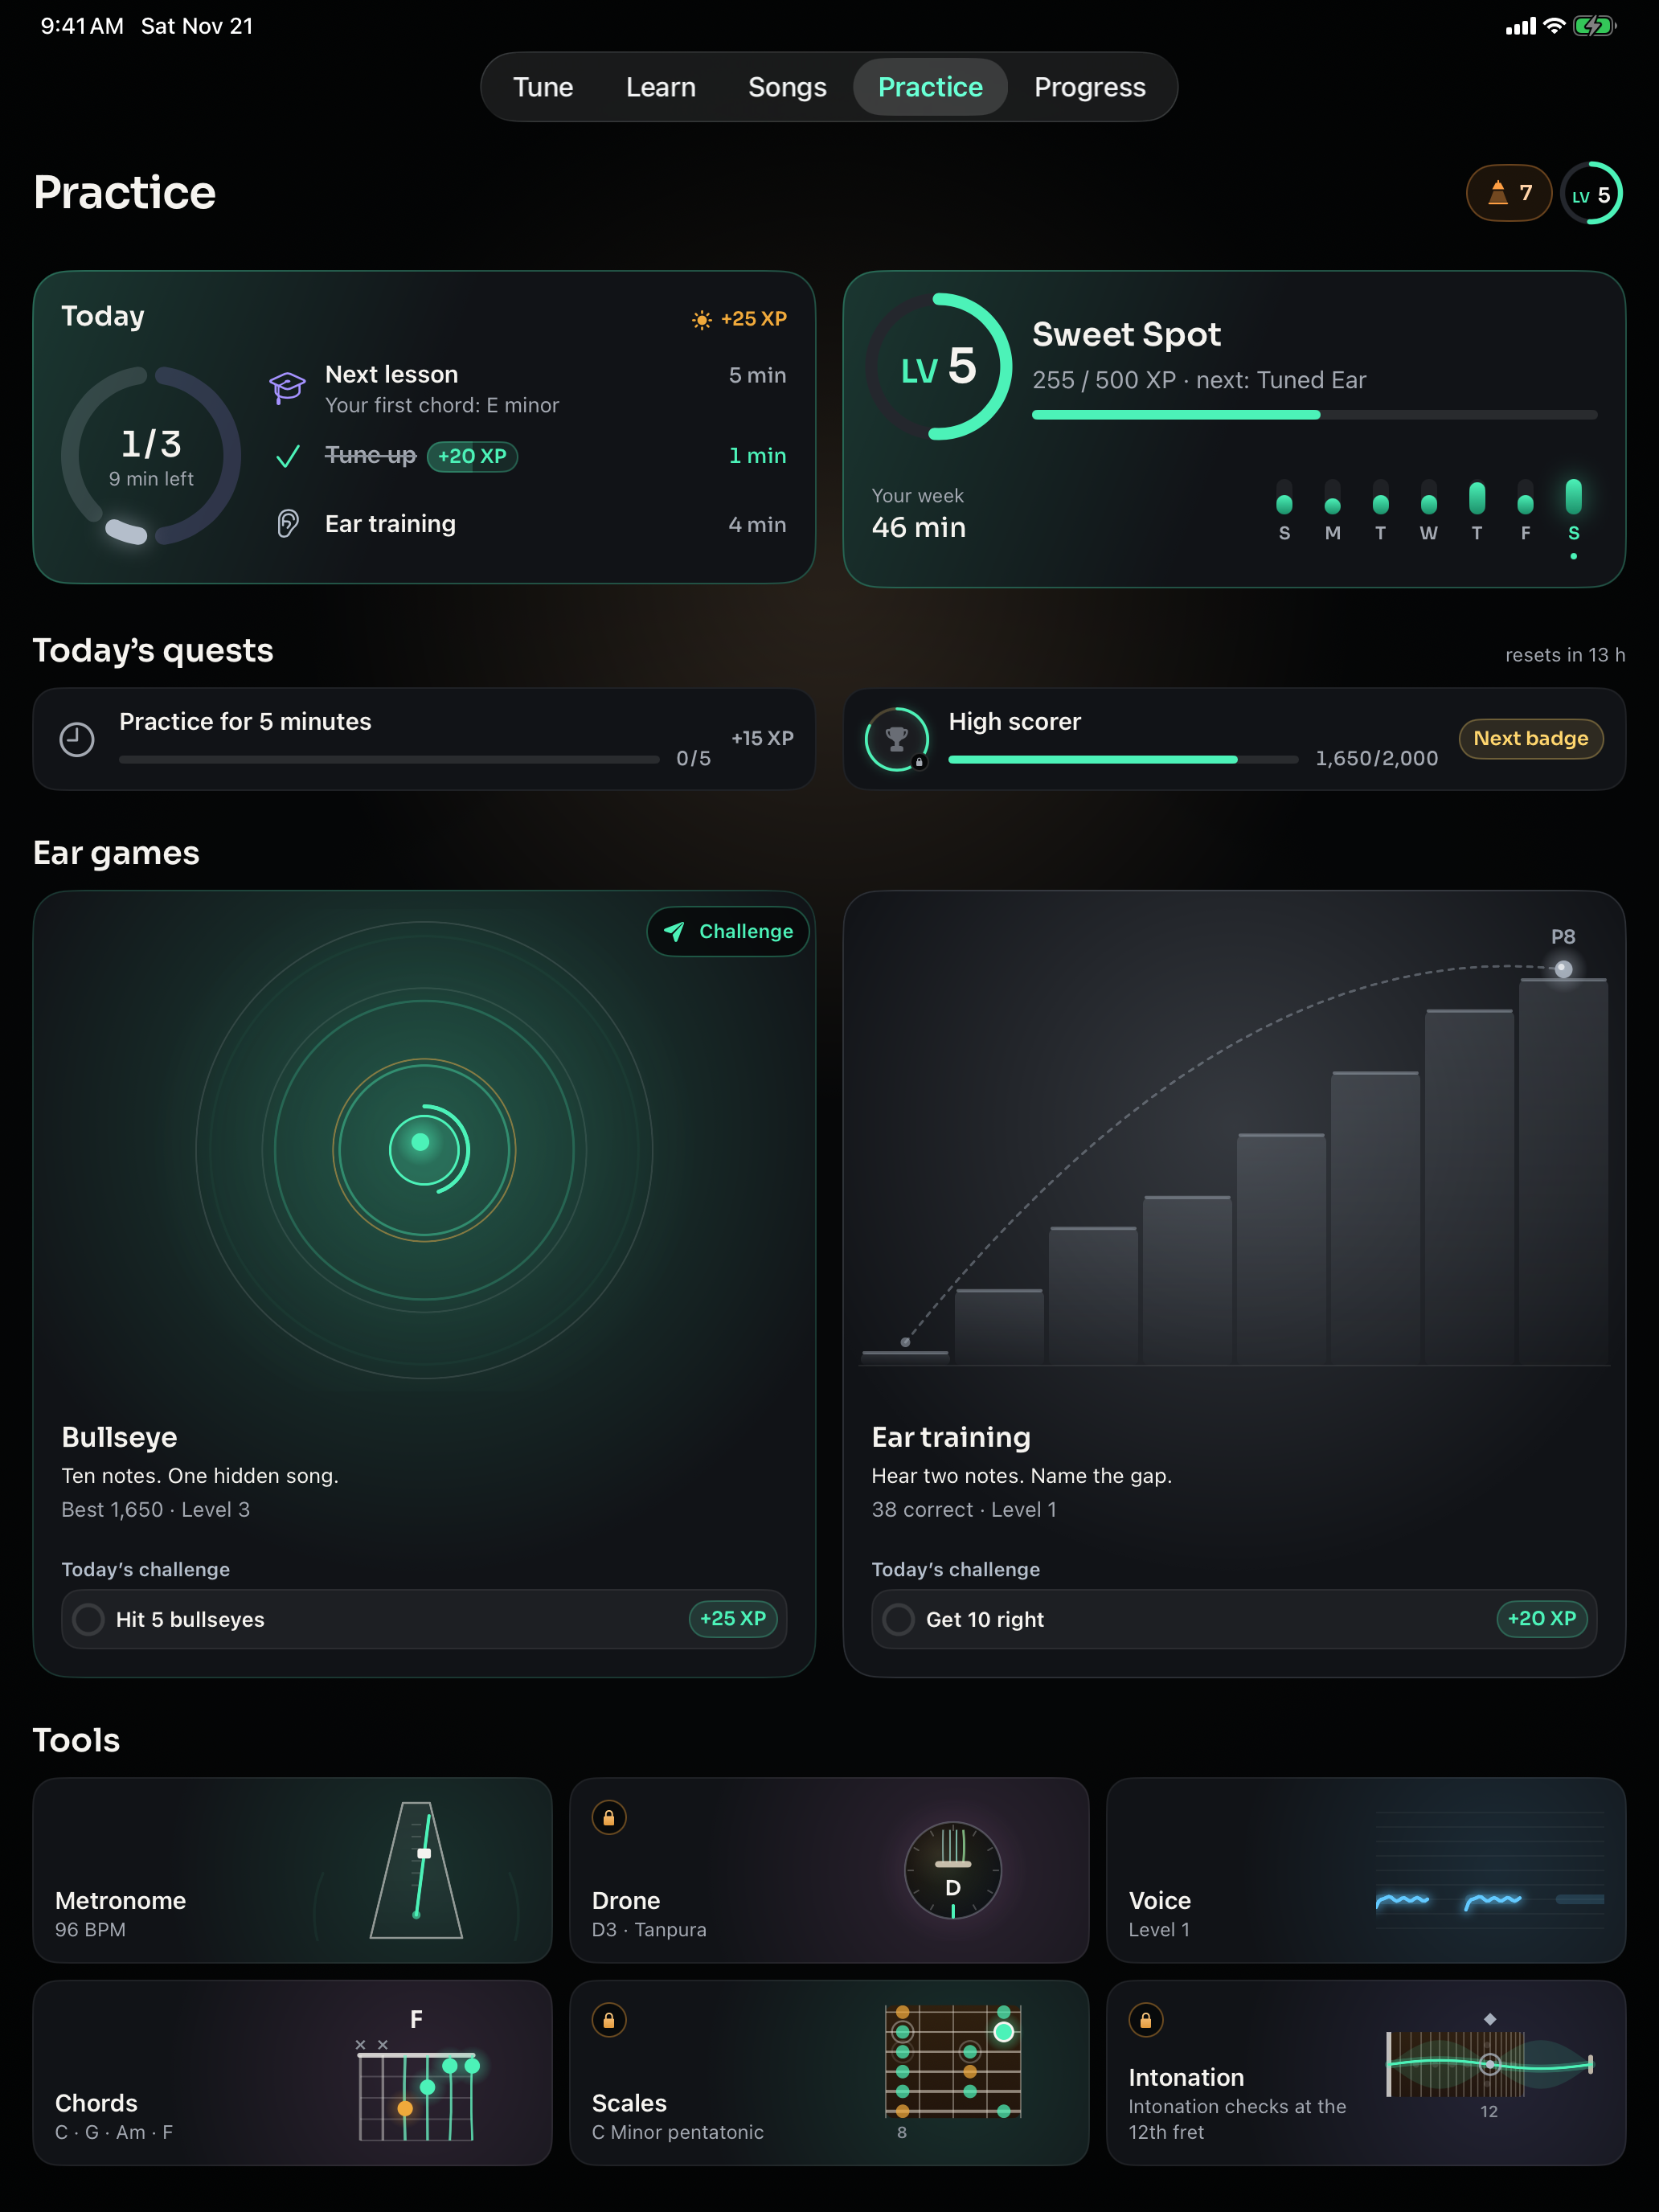 9:41 AM Sat Nov 21
Tune Learn Songs Practice Progress
Practice
7
LV 5
Today
+25 XP
1/3
9 min left
Next lesson
5 min
Your first chord: E minor
Tune up +20 XP
1 min
Ear training
4 min
LV 5
Sweet Spot
255 / 500 XP · next: Tuned Ear
Your week
46 min
S M T W T F S
Today’s quests
resets in 13 h
Practice for 5 minutes
0/5
+15 XP
High scorer
1,650/2,000
Next badge
Ear games
Challenge
Bullseye
Ten notes. One hidden song.
Best 1,650 · Level 3
Today’s challenge
Hit 5 bullseyes
+25 XP
P8
Ear training
Hear two notes. Name the gap.
38 correct · Level 1
Today’s challenge
Get 10 right
+20 XP
Tools
Metronome
96 BPM
D
Drone
D3 · Tanpura
Voice
Level 1
F
× ×
Chords
C · G · Am · F
Scales
C Minor pentatonic
8
Intonation
Intonation checks at the
12th fret
12